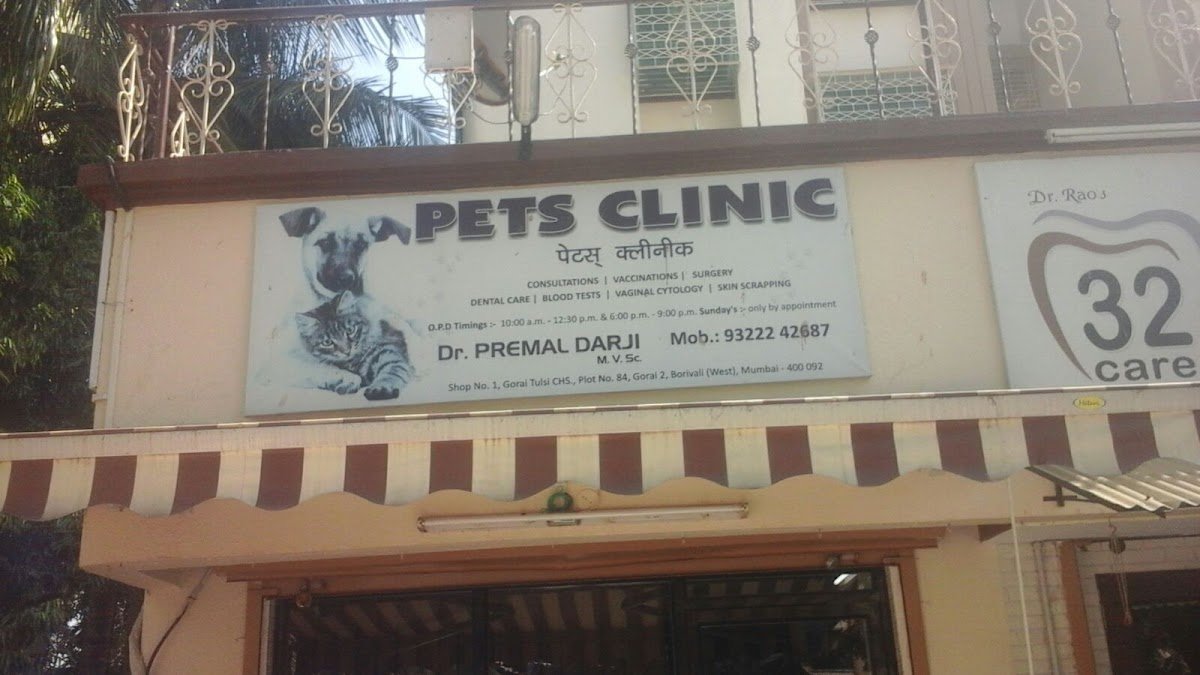 PETS CLINIC
पेटस् क्लीनीक
CONSULTATIONS | VACCINATIONS | SURGERY
DENTAL CARE | BLOOD TESTS | VAGINAL CYTOLOGY | SKIN SCRAPPING
O.P.D Timings :- 10:00 a.m. - 12:30 p.m. & 6:00 p.m. - 9:00 p.m. Sunday's :- only by appointment
Dr. PREMAL DARJI Mob.: 93222 42687
M. V. Sc.
Shop No. 1, Gorai Tulsi CHS., Plot No. 84, Gorai 2, Borivali (West), Mumbai - 400 092
Dr. Rao's
32
care